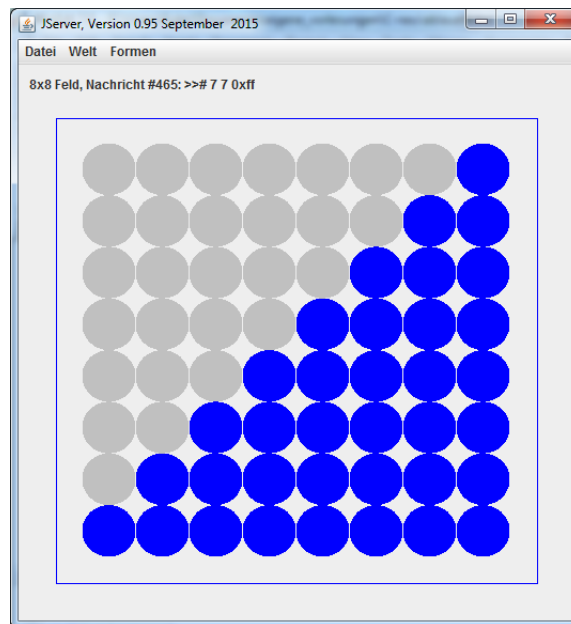 JServer, Version 0.95 September 2015
Datei Welt Formen
8x8 Feld, Nachricht #465: >># 7 7 0xff